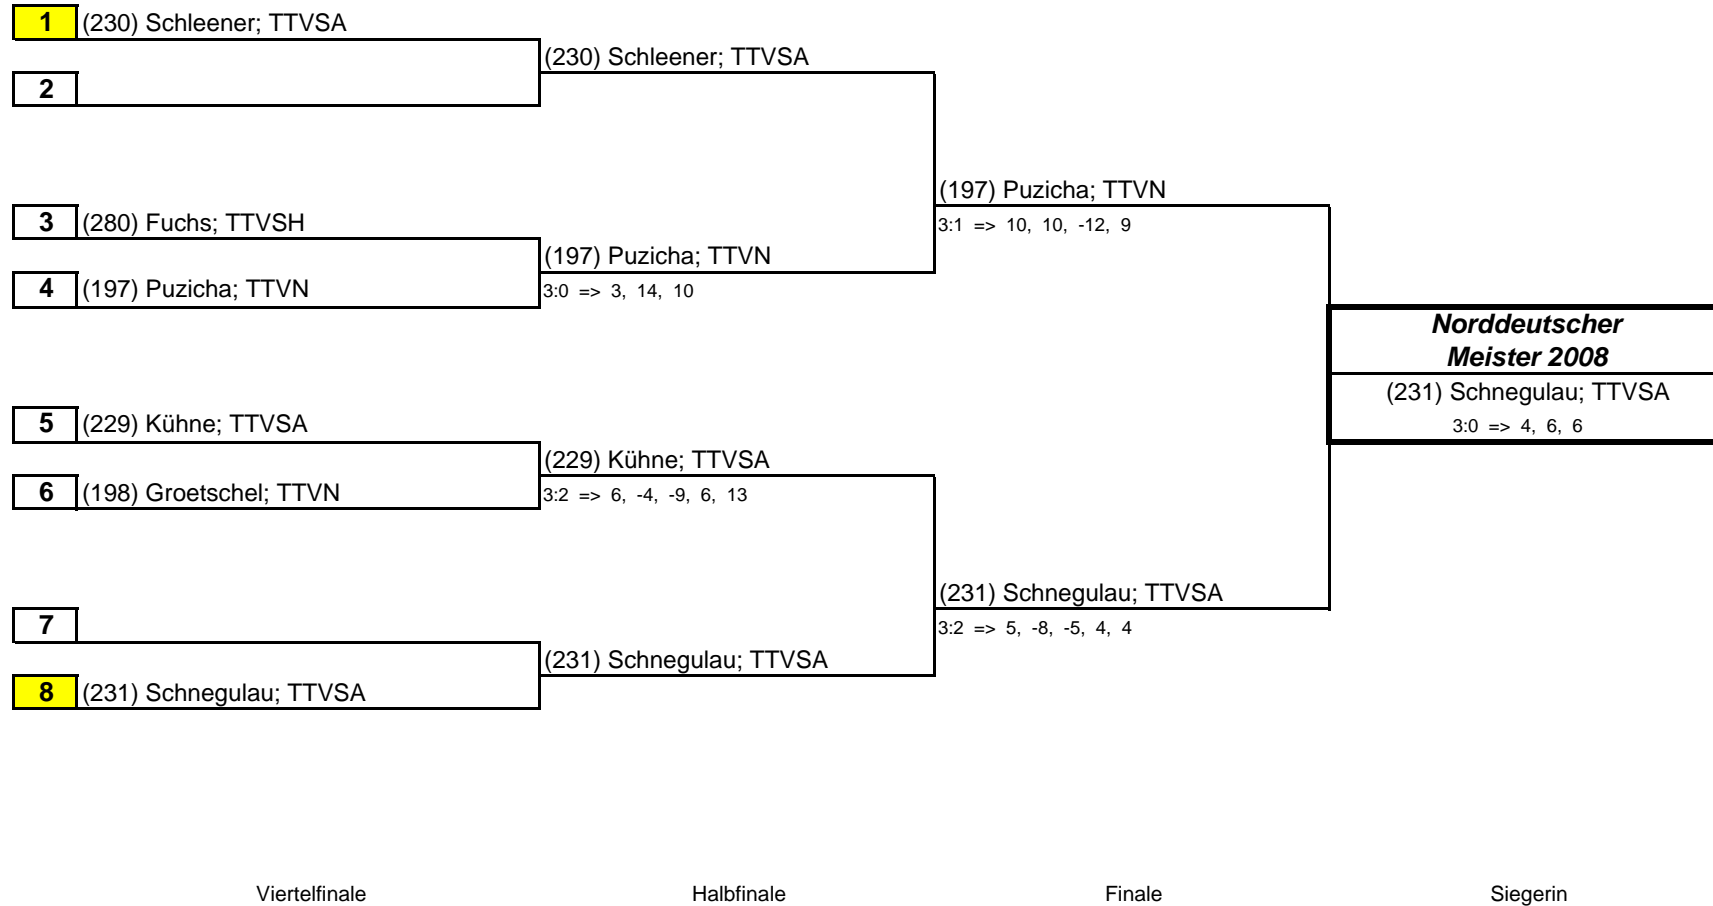 1 (230) Schleener; TTVSA
(230) Schleener; TTVSA
2
(197) Puzicha; TTVN
3 (280) Fuchs; TTVSH
3:1 => 10, 10, -12, 9
(197) Puzicha; TTVN
4 (197) Puzicha; TTVN
3:0 => 3, 14, 10
Norddeutscher
Meister 2008
(231) Schnegulau; TTVSA
3:0 => 4, 6, 6
5 (229) Kühne; TTVSA
(229) Kühne; TTVSA
6 (198) Groetschel; TTVN
3:2 => 6, -4, -9, 6, 13
(231) Schnegulau; TTVSA
7
3:2 => 5, -8, -5, 4, 4
(231) Schnegulau; TTVSA
8 (231) Schnegulau; TTVSA
Viertelfinale Halbfinale Finale Siegerin